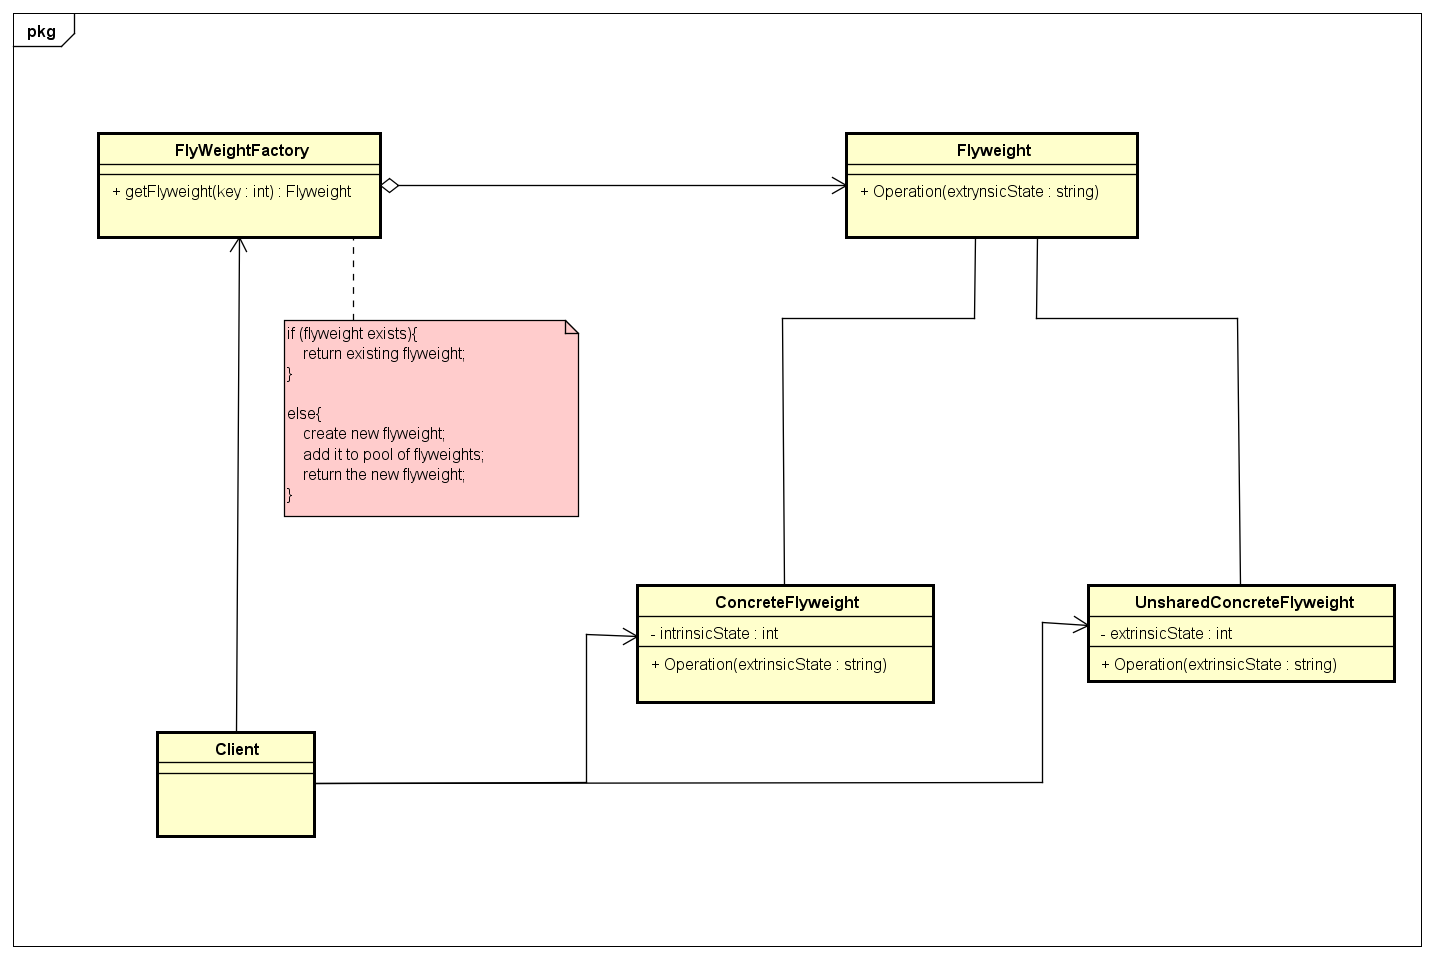 pkg
FlyWeightFactory
+ getFlyweight(key : int) : Flyweight
Flyweight
+ Operation(extrynsicState : string)
if (flyweight exists){
return existing flyweight;
}
else{
create new flyweight;
add it to pool of flyweights;
return the new flyweight;
}
ConcreteFlyweight
- intrinsicState : int
+ Operation(extrinsicState : string)
UnsharedConcreteFlyweight
- extrinsicState : int
+ Operation(extrinsicState : string)
Client